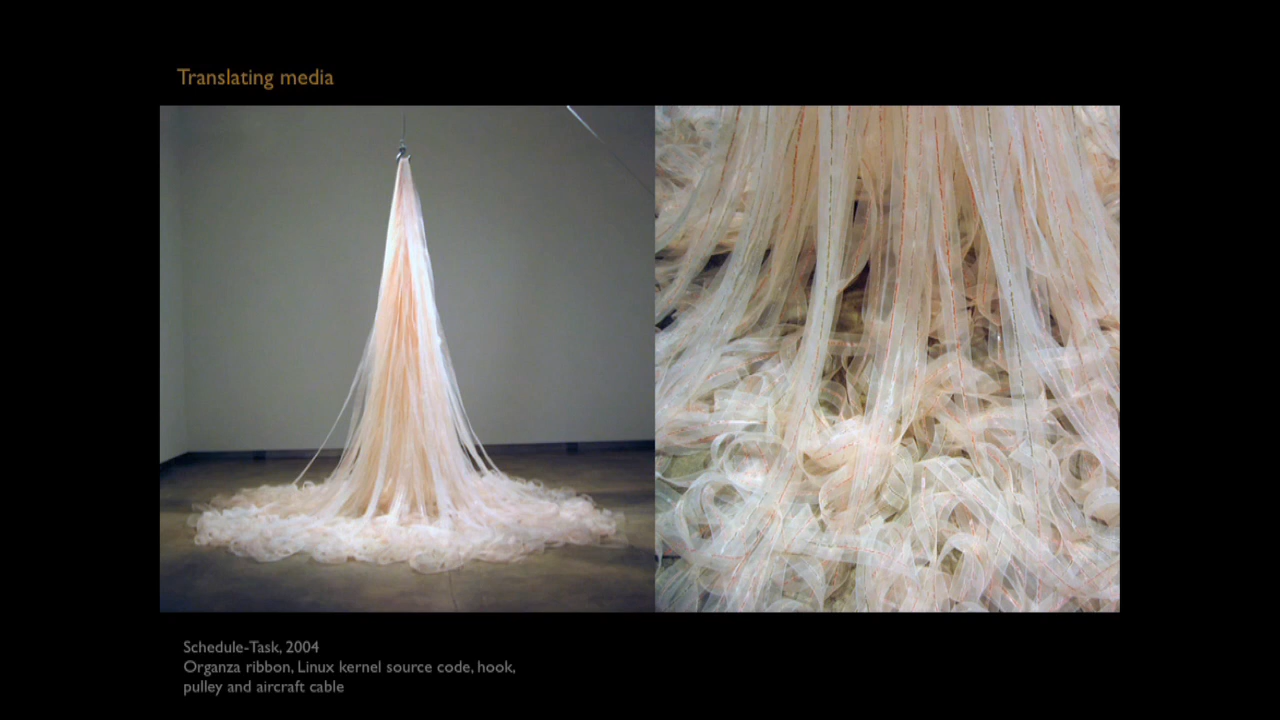 Translating media
Schedule-Task, 2004
Organza ribbon, Linux kernel source code, hook,
pulley and aircraft cable